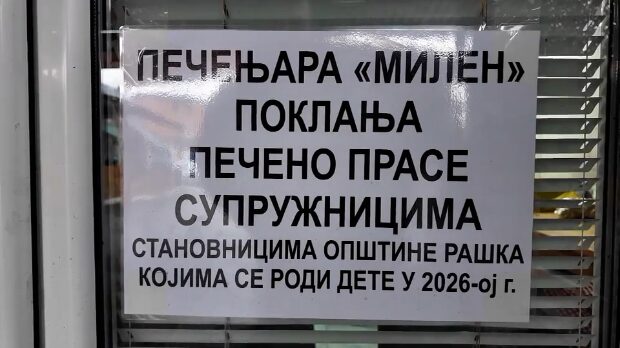 ПЕЧЕЊАРА «МИЛЕН»
ПОКЛАЊА
ПЕЧЕНО ПРАСЕ
СУПРУЖНИЦИМА
СТАНОВНИЦИМА ОПШТИНЕ РАШКА
КОЈИМА СЕ РОДИ ДЕТЕ У 2026-ој г.